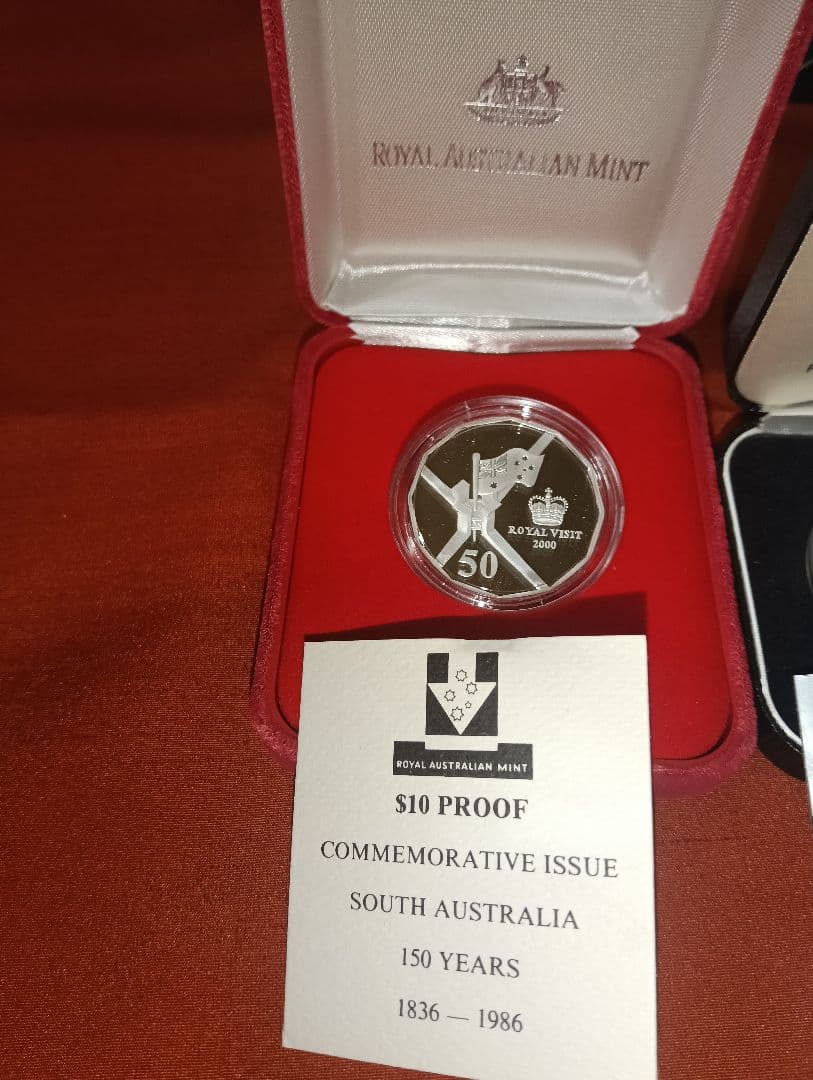 ROYAL AUSTRALIAN MINT
ROYAL VISIT
2000
50
ROYAL AUSTRALIAN MINT
$10 PROOF
COMMEMORATIVE ISSUE
SOUTH AUSTRALIA
150 YEARS
1836 — 1986